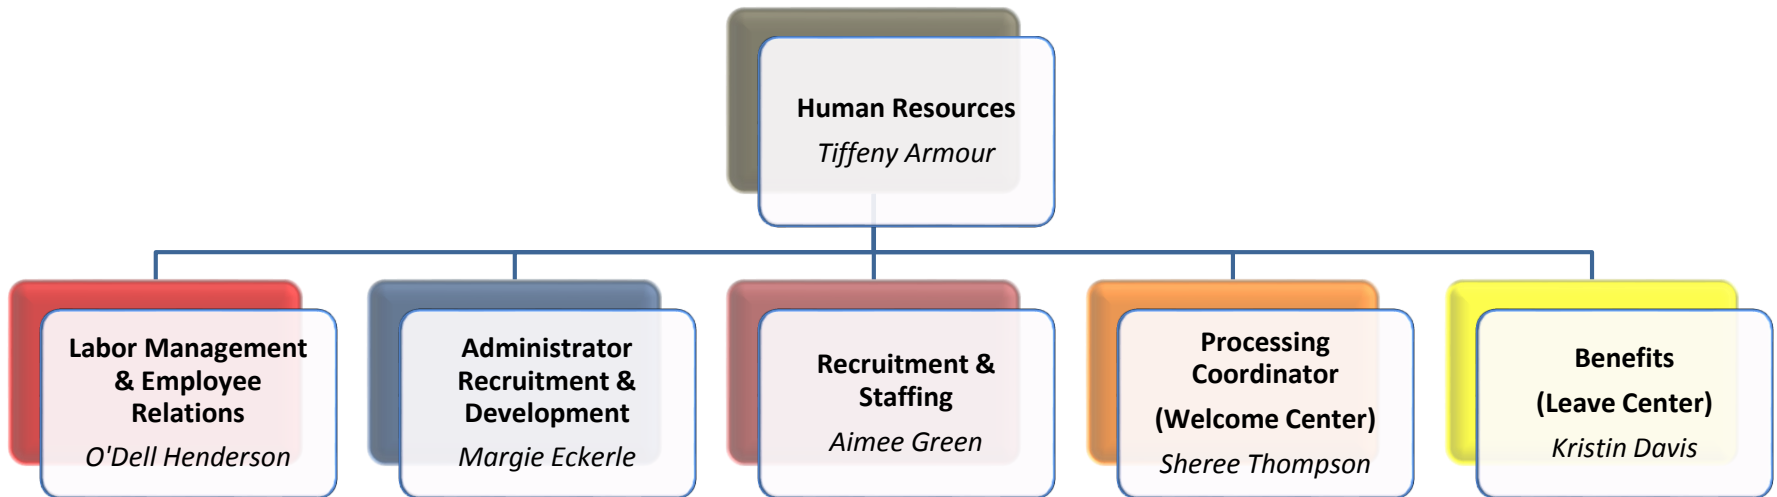 Human Resources
Tiffeny Armour
Labor Management
& Employee
Relations
O'Dell Henderson
Administrator
Recruitment &
Development
Margie Eckerle
Recruitment &
Staffing
Aimee Green
Processing
Coordinator
(Welcome Center)
Sheree Thompson
Benefits
(Leave Center)
Kristin Davis